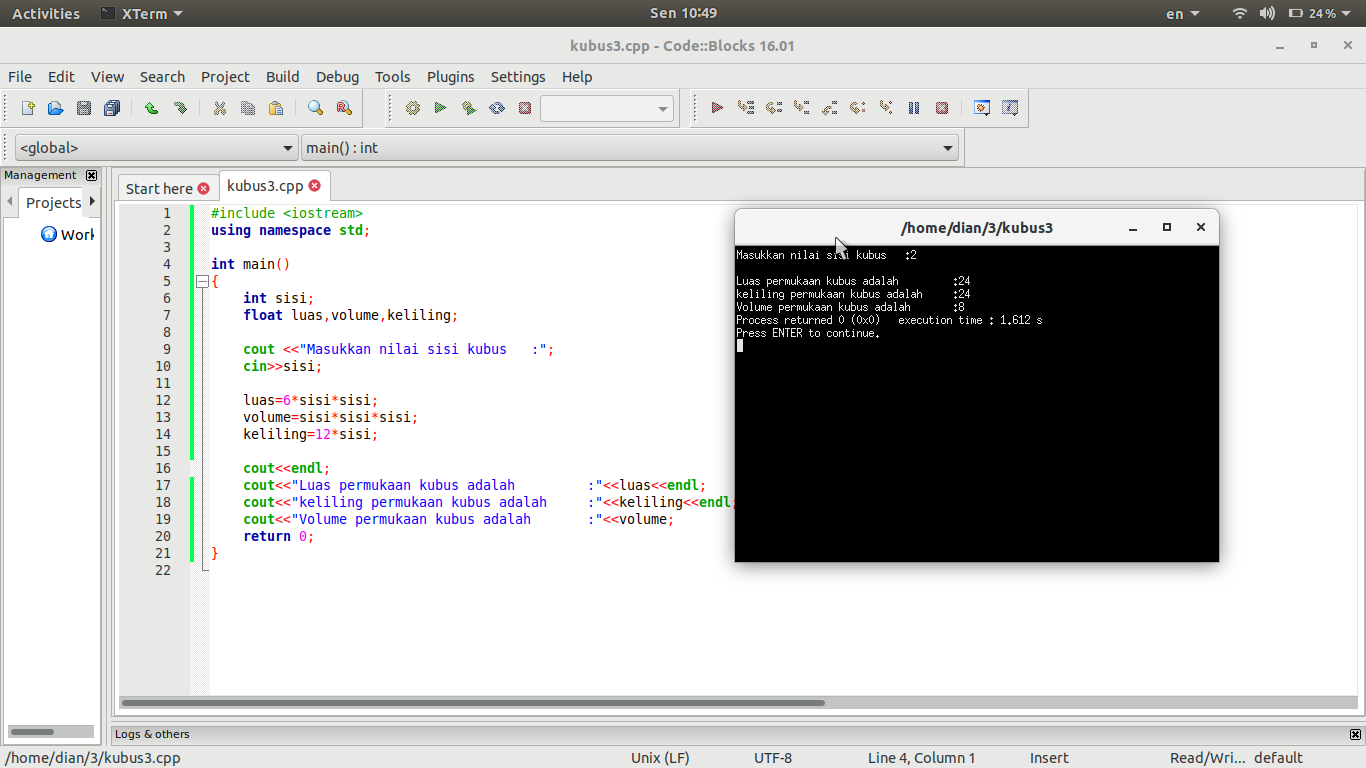 Activities XTerm Sen 10:49 en 24%
kubus3.cpp - Code::Blocks 16.01
File Edit View Search Project Build Debug Tools Plugins Settings Help
<global> main() : int
Management
Start here kubus3.cpp
Projects
Work
1 #include <iostream>
2 using namespace std;
3
4 int main()
5 {
6 int sisi;
7 float luas,volume,keliling;
8
9 cout <<"Masukkan nilai sisi kubus   :";
10 cin>>sisi;
11
12 luas=6*sisi*sisi;
13 volume=sisi*sisi*sisi;
14 keliling=12*sisi;
15
16 cout<<endl;
17 cout<<"Luas permukaan kubus adalah         :"<<luas<<endl;
18 cout<<"keliling permukaan kubus adalah     :"<<keliling<<endl;
19 cout<<"Volume permukaan kubus adalah       :"<<volume;
20 return 0;
21 }
22
/home/dian/3/kubus3
Masukkan nilai sisi kubus   :2
Luas permukaan kubus adalah         :24
keliling permukaan kubus adalah     :24
Volume permukaan kubus adalah       :8
Process returned 0 (0x0)   execution time : 1.612 s
Press ENTER to continue.
Logs & others
/home/dian/3/kubus3.cpp Unix (LF) UTF-8 Line 4, Column 1 Insert Read/Wri... default